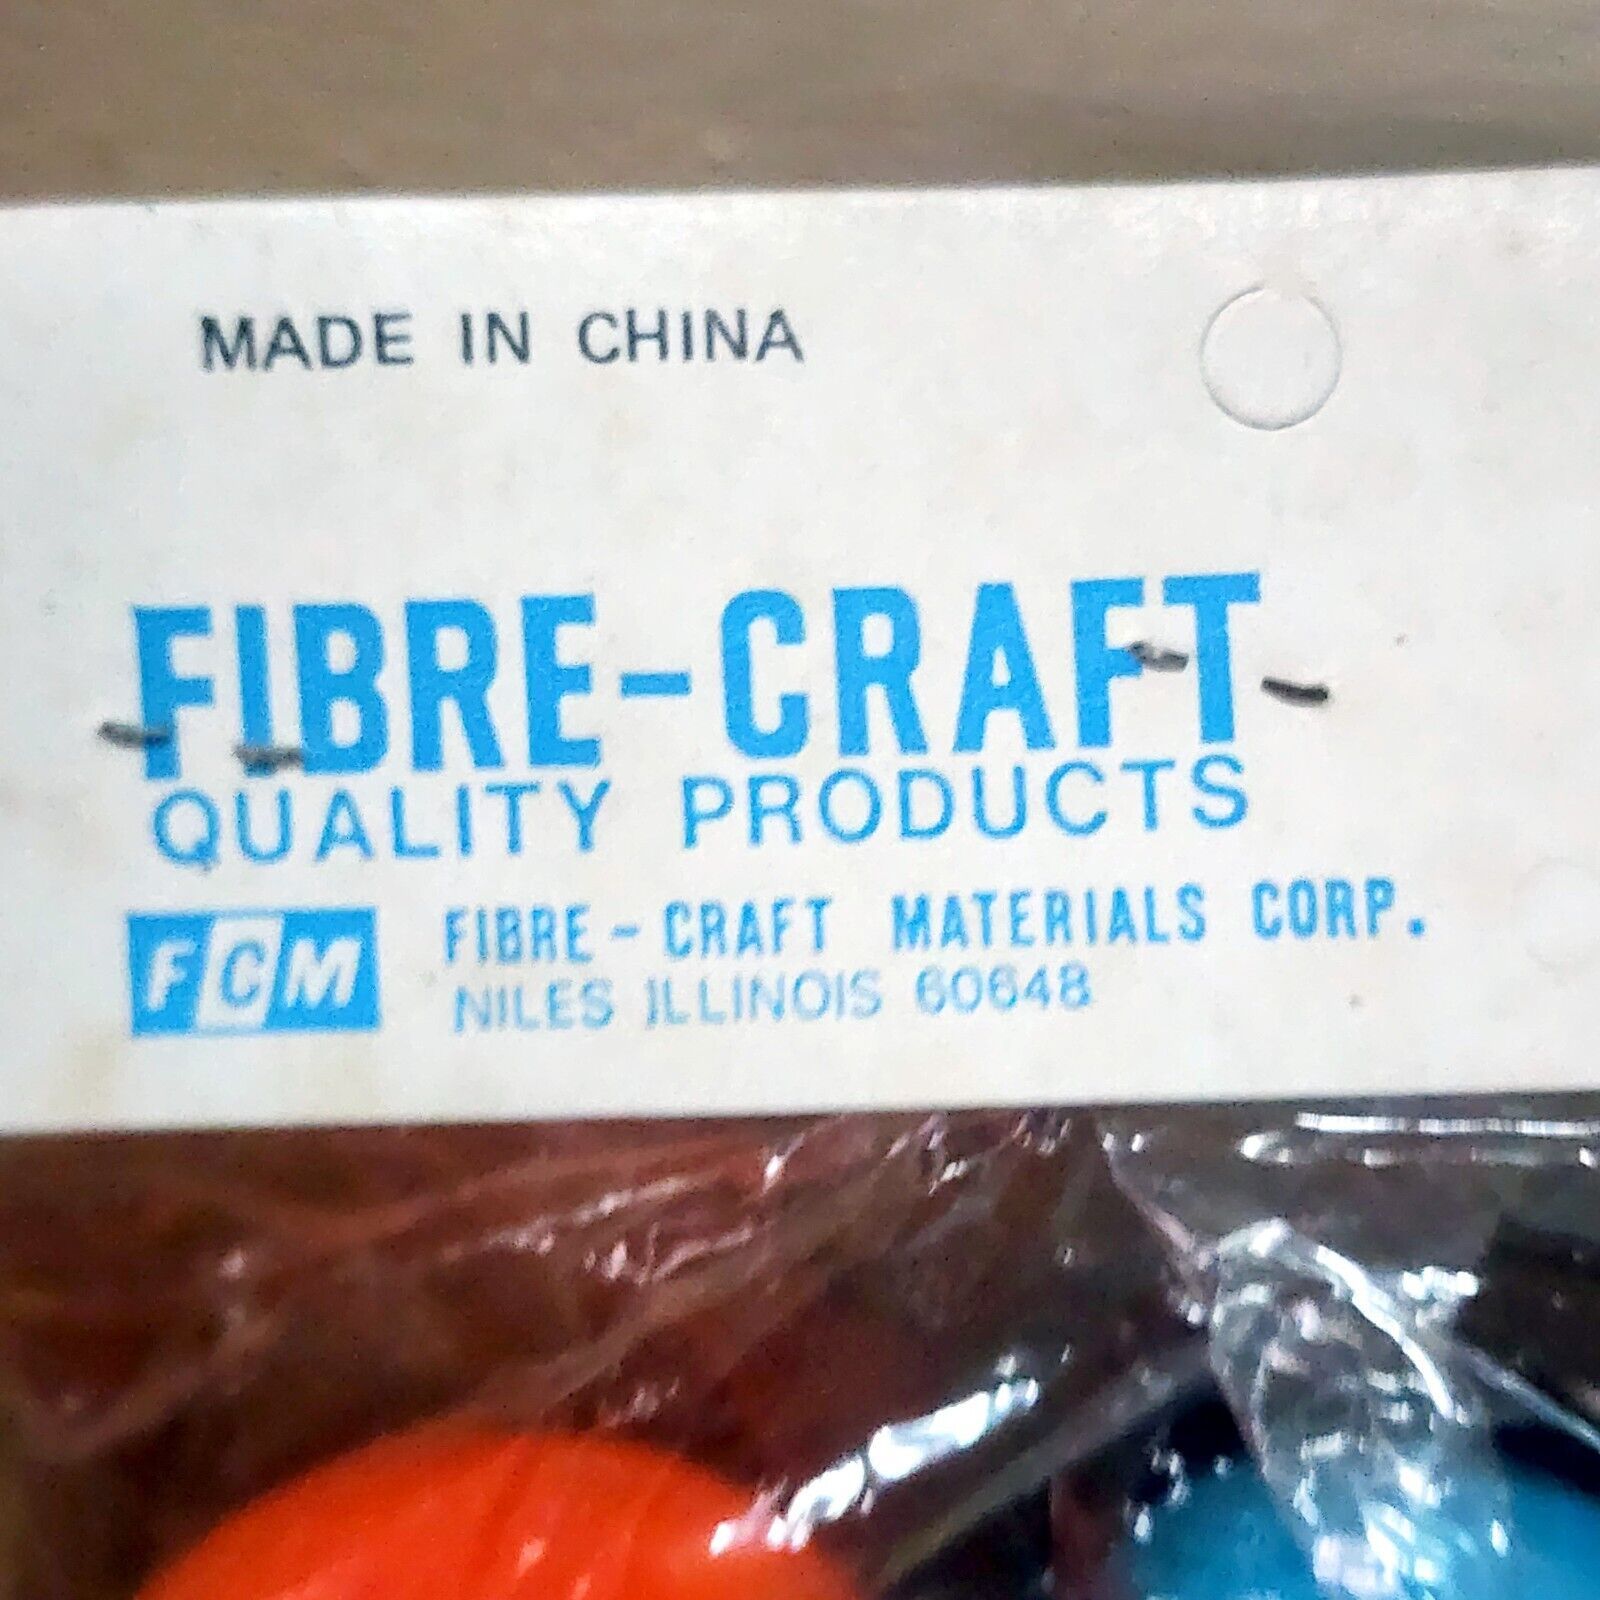 MADE IN CHINA
FIBRE-CRAFT
QUALITY PRODUCTS
FCM
FIBRE-CRAFT MATERIALS CORP.
NILES ILLINOIS 60648